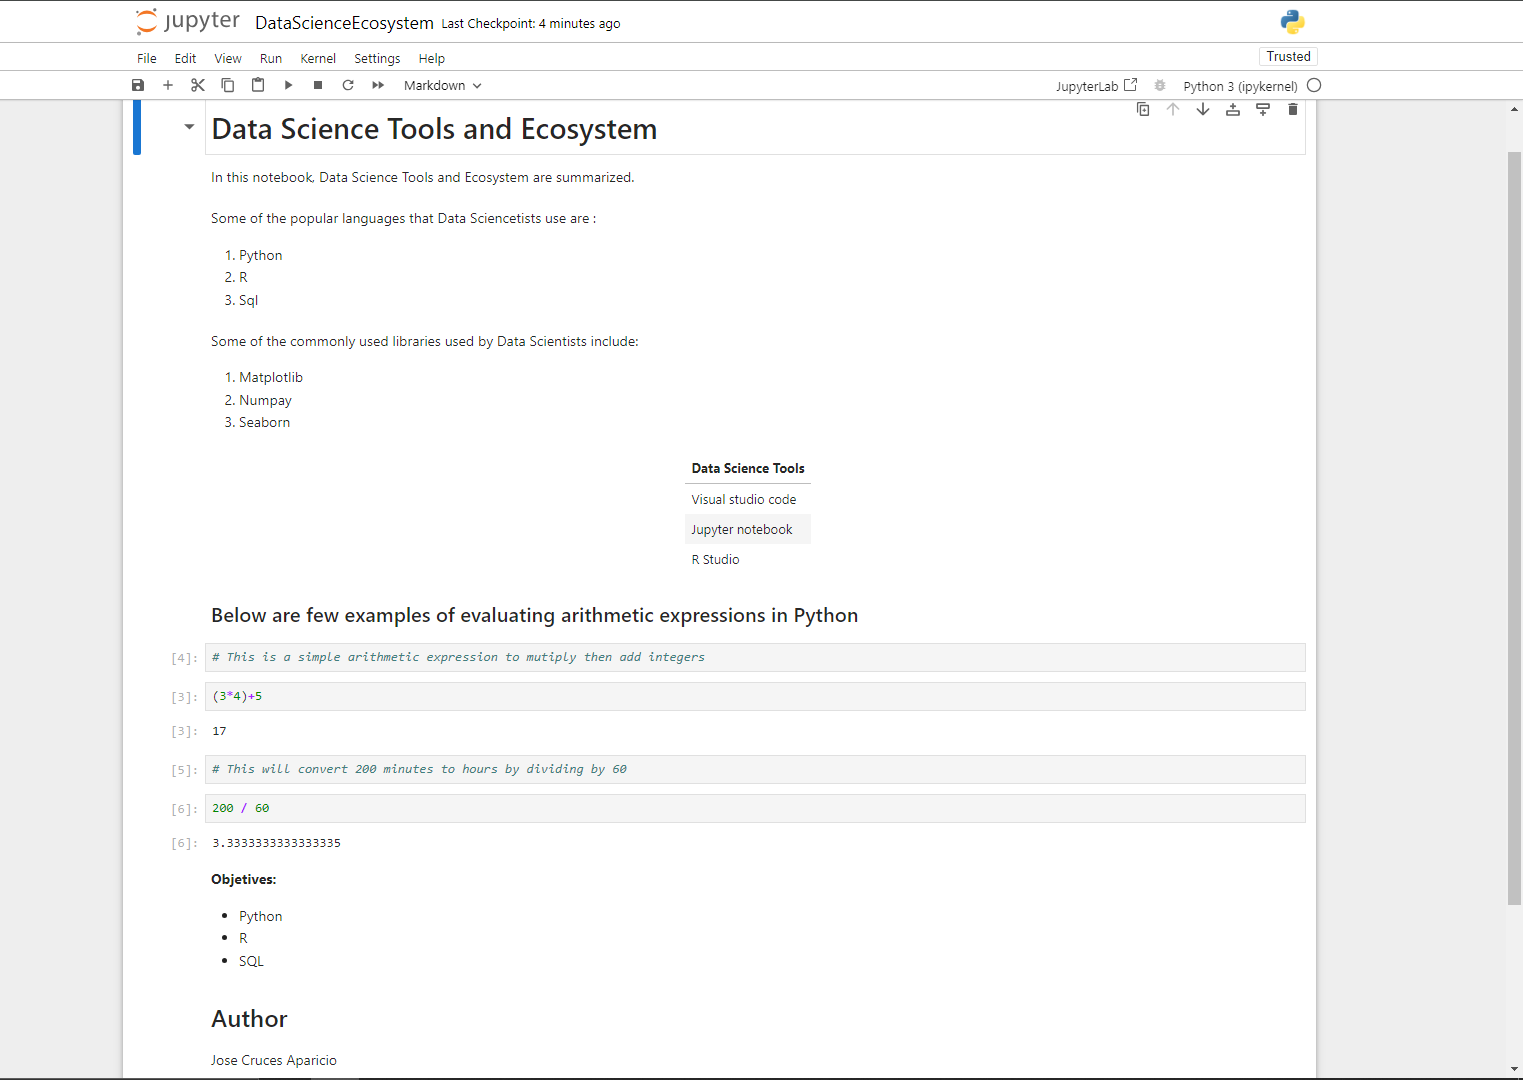 jupyter DataScienceEcosystem Last Checkpoint: 4 minutes ago
File Edit View Run Kernel Settings Help Trusted
Markdown JupyterLab Python 3 (ipykernel)
Data Science Tools and Ecosystem
In this notebook, Data Science Tools and Ecosystem are summarized.
Some of the popular languages that Data Sciencetists use are :
1. Python
2. R
3. Sql
Some of the commonly used libraries used by Data Scientists include:
1. Matplotlib
2. Numpay
3. Seaborn
Data Science Tools
Visual studio code
Jupyter notebook
R Studio
Below are few examples of evaluating arithmetic expressions in Python
[4]: # This is a simple arithmetic expression to mutiply then add integers
[3]: (3*4)+5
[3]: 17
[5]: # This will convert 200 minutes to hours by dividing by 60
[6]: 200 / 60
[6]: 3.3333333333333335
Objetives:
• Python
• R
• SQL
Author
Jose Cruces Aparicio